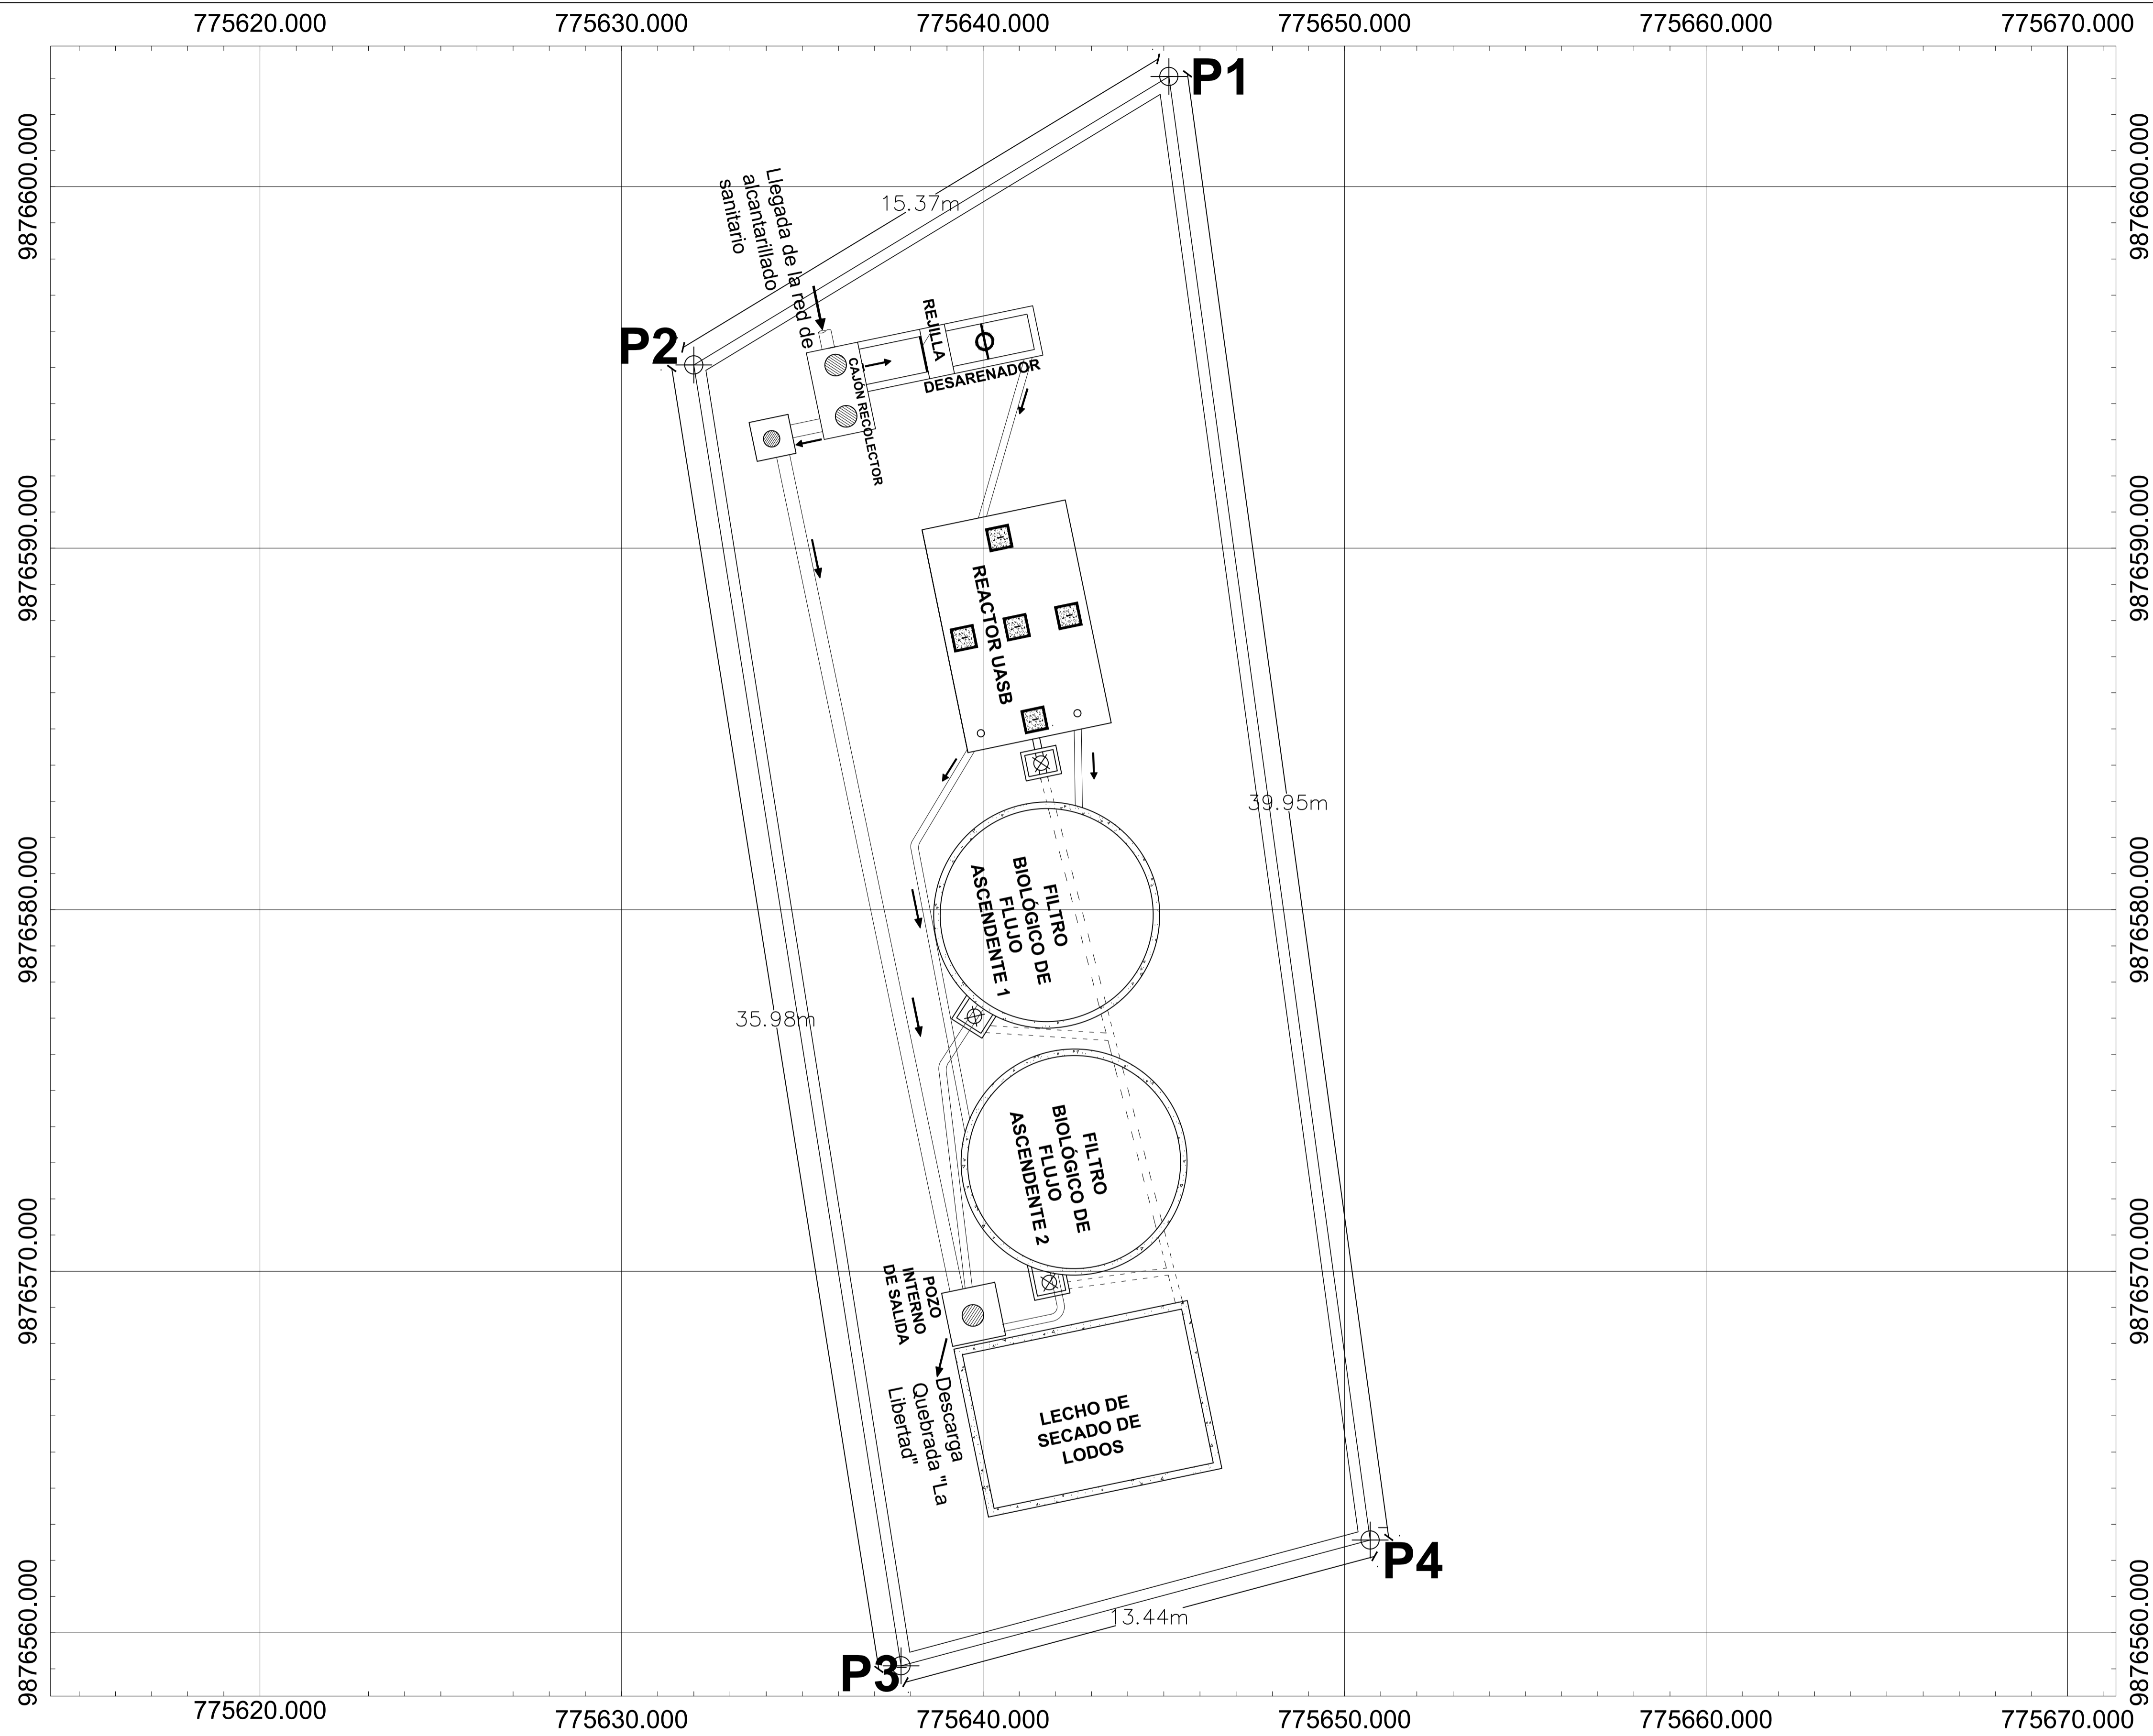 775620.000
775630.000
775640.000
775650.000
775660.000
775670.000
P1
9876600.000
9876600.000
Llegada de la red de
alcantarillado
sanitario
15.37m
P2
REJILLA
DESARENADOR
CAJÓN RECOLECTOR
9876590.000
9876590.000
REACTOR UASB
39.95m
9876580.000
9876580.000
FILTRO
BIOLÓGICO DE
FLUJO
ASCENDENTE 1
35.98m
FILTRO
BIOLÓGICO DE
FLUJO
ASCENDENTE 2
9876570.000
9876570.000
POZO
INTERNO
DE SALIDA
Descarga
Quebrada "La
Libertad"
LECHO DE
SECADO DE
LODOS
P4
9876560.000
9876560.000
13.44m
P3
775620.000
775630.000
775640.000
775650.000
775660.000
775670.000